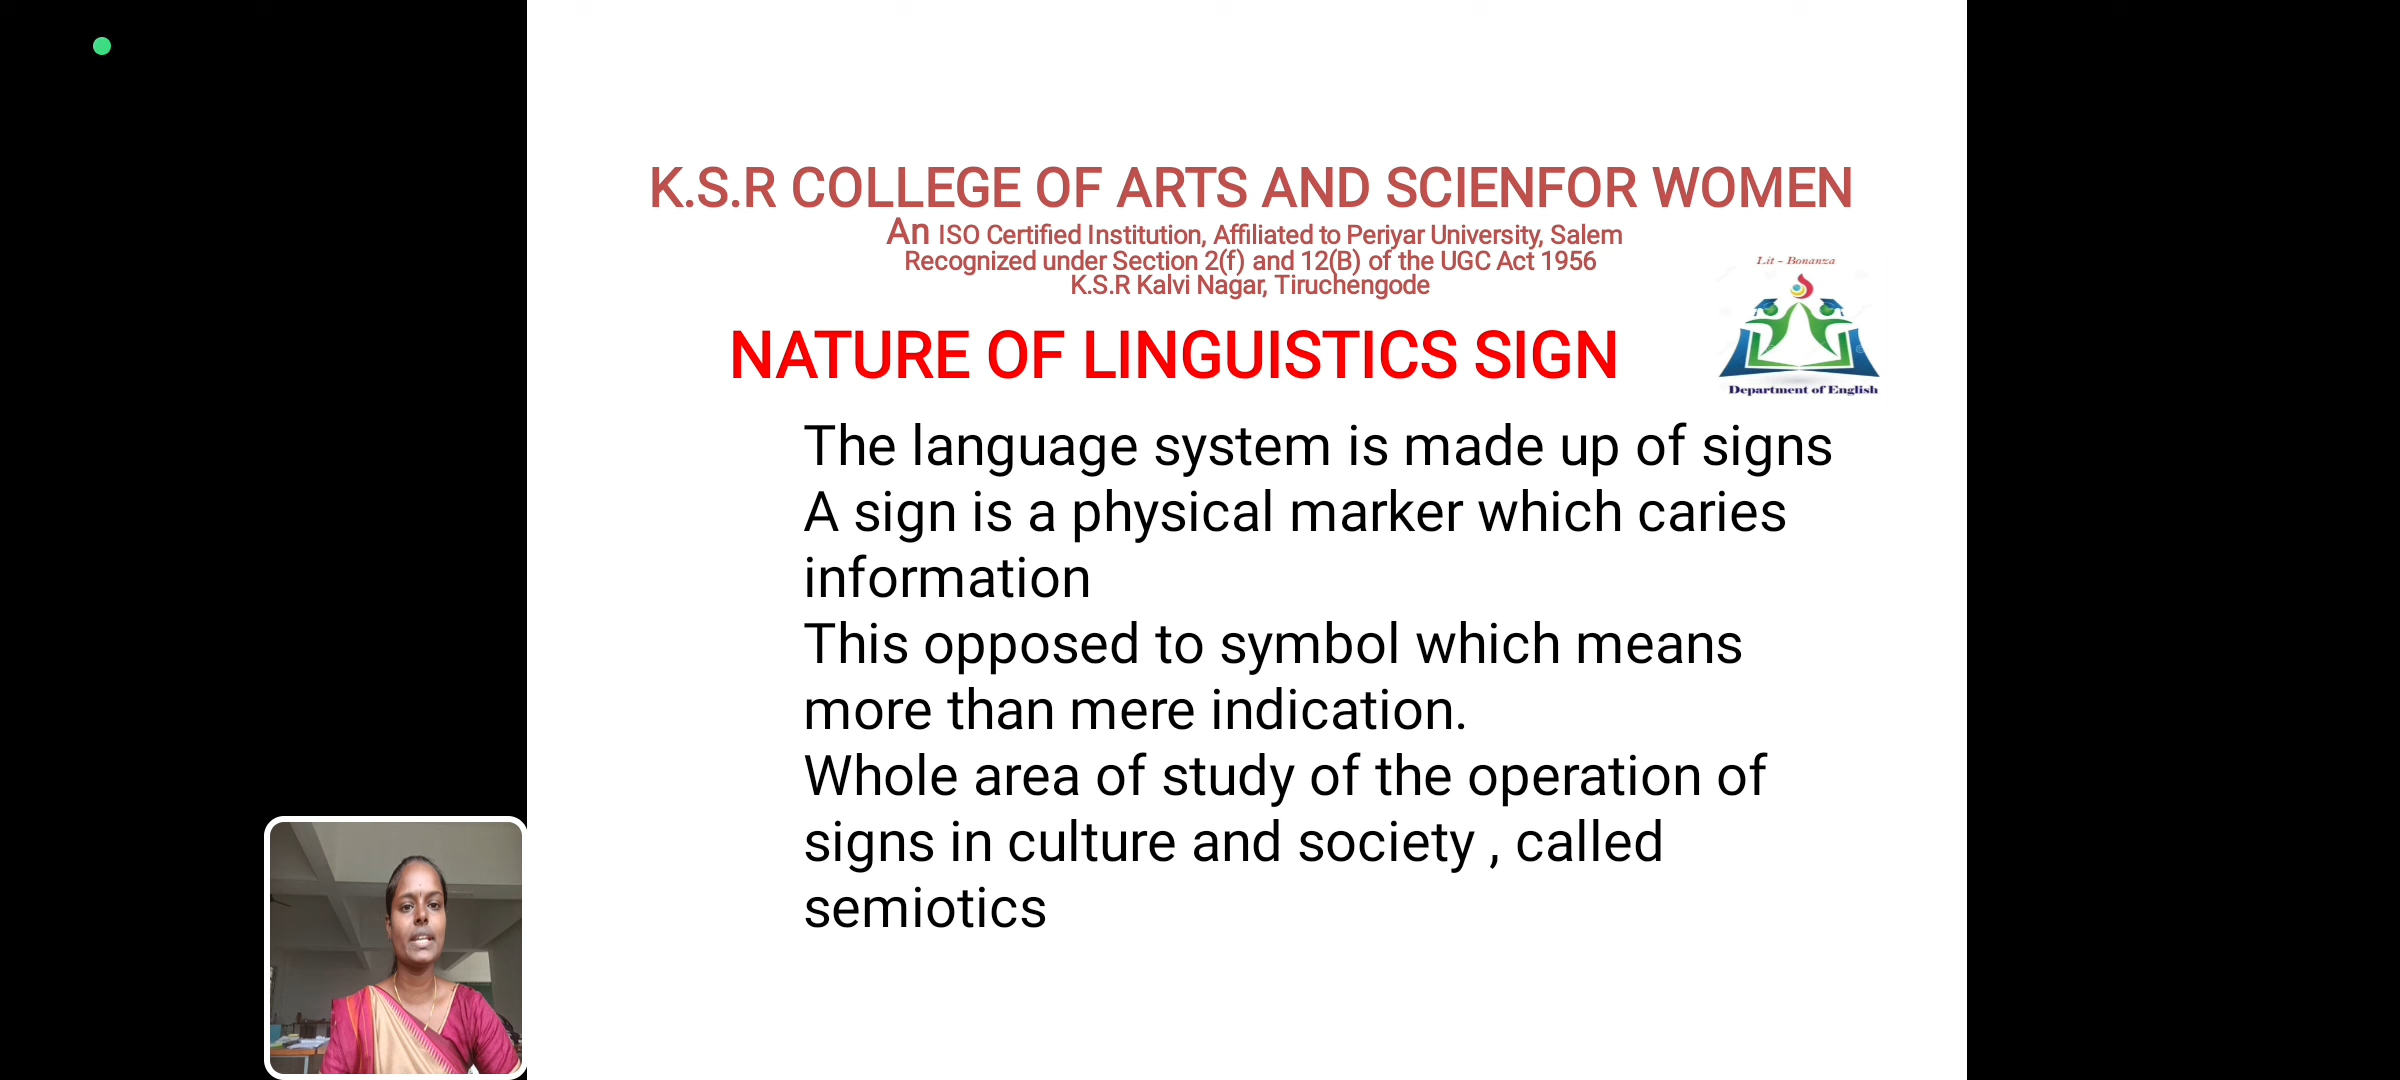 K.S.R COLLEGE OF ARTS AND SCIENFOR WOMEN
An ISO Certified Institution, Affiliated to Periyar University, Salem
Recognized under Section 2(f) and 12(B) of the UGC Act 1956
K.S.R Kalvi Nagar, Tiruchengode
Lit - Bonanza
Department of English
NATURE OF LINGUISTICS SIGN
The language system is made up of signs
A sign is a physical marker which caries
information
This opposed to symbol which means
more than mere indication.
Whole area of study of the operation of
signs in culture and society , called
semiotics